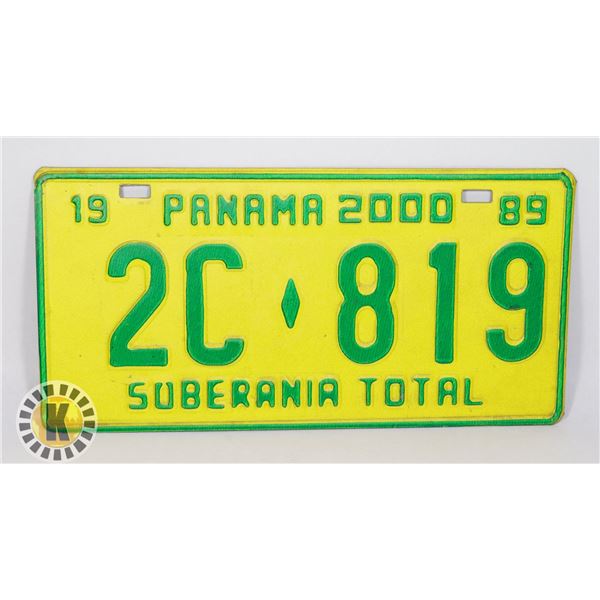 19 PANAMA 2000 89
2C♦819
SUBERANIA TOTAL
K